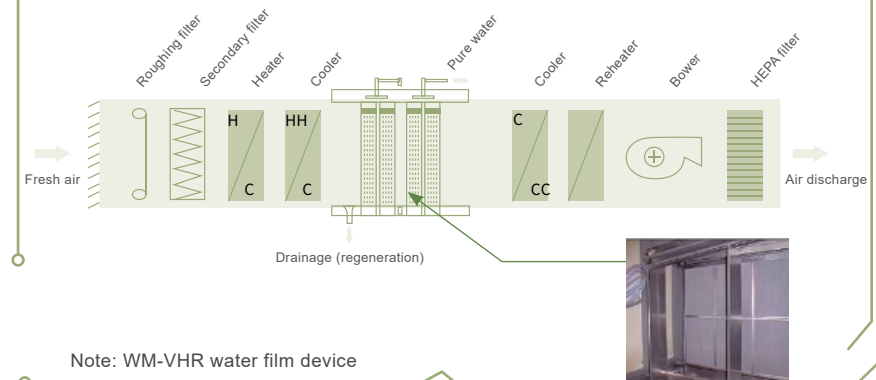 Roughing filter
Secondary filter
Heater
Cooler
Pure water
Cooler
Reheater
Bower
HEPA filter
H
C
HH
C
C
CC
Fresh air
Air discharge
Drainage (regeneration)
Note: WM-VHR water film device